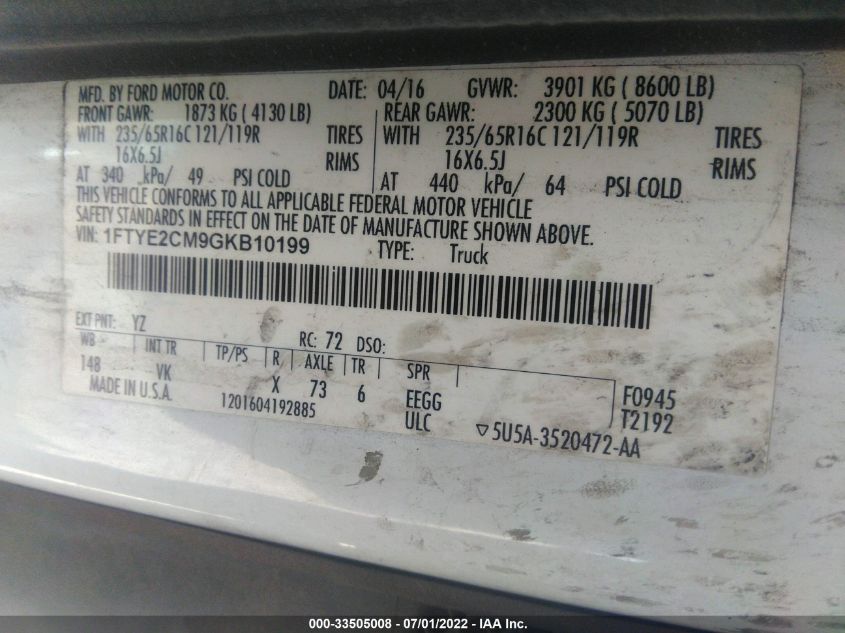 MFD. BY FORD MOTOR CO. DATE: 04/16 GVWR: 3901 KG ( 8600 LB)
FRONT GAWR: 1873 KG ( 4130 LB) REAR GAWR: 2300 KG ( 5070 LB)
WITH 235/65R16C 121/119R TIRES WITH 235/65R16C 121/119R TIRES
16X6.5J RIMS 16X6.5J RIMS
AT 340 kPa/ 49 PSI COLD AT 440 kPa/ 64 PSI COLD
THIS VEHICLE CONFORMS TO ALL APPLICABLE FEDERAL MOTOR VEHICLE
SAFETY STANDARDS IN EFFECT ON THE DATE OF MANUFACTURE SHOWN ABOVE.
VIN: 1FTYE2CM9GKB10199 TYPE: Truck
EXT PNT: YZ RC: 72 DSO:
WB INT TR TP/PS R AXLE TR SPR
148 VK X 73 6 EEGG F0945
MADE IN U.S.A. 1201604192885 ULC ▽5U5A-3520472-AA T2192
000-33505008 - 07/01/2022 - IAA Inc.